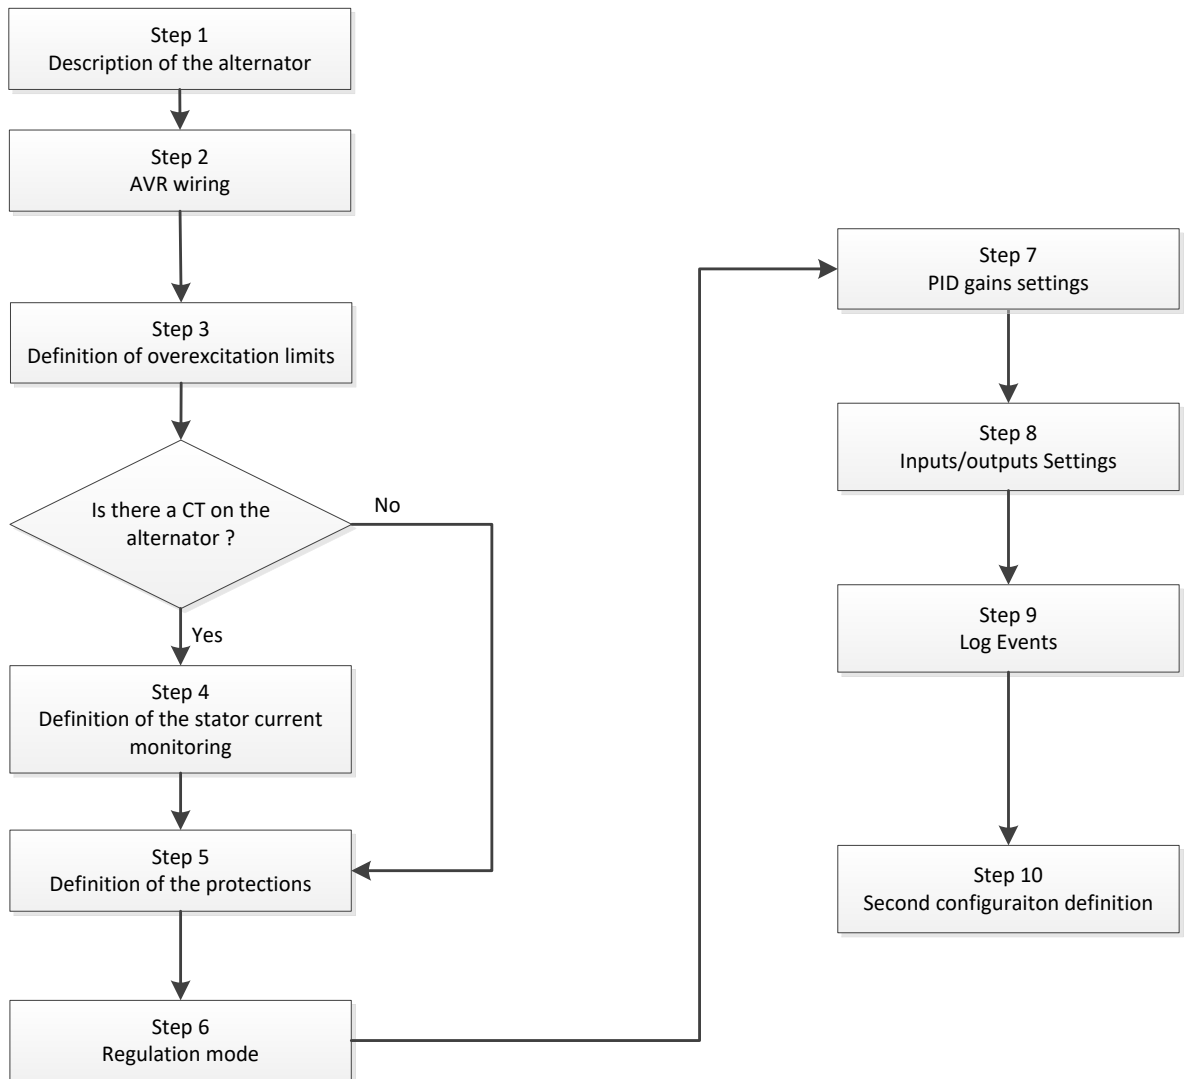 Step 1
Description of the alternator
Step 2
AVR wiring
Step 3
Definition of overexcitation limits
Is there a CT on the
alternator ?
No
Yes
Step 4
Definition of the stator current
monitoring
Step 5
Definition of the protections
Step 6
Regulation mode
Step 7
PID gains settings
Step 8
Inputs/outputs Settings
Step 9
Log Events
Step 10
Second configuraiton definition